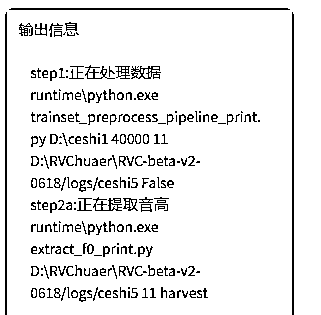 输出信息
step1:正在处理数据
runtime\python.exe
trainset_preprocess_pipeline_print.
py D:\ceshi1 40000 11
D:\RVChuaer\RVC-beta-v2-
0618/logs/ceshi5 False
step2a:正在提取音高
runtime\python.exe
extract_f0_print.py
D:\RVChuaer\RVC-beta-v2-
0618/logs/ceshi5 11 harvest